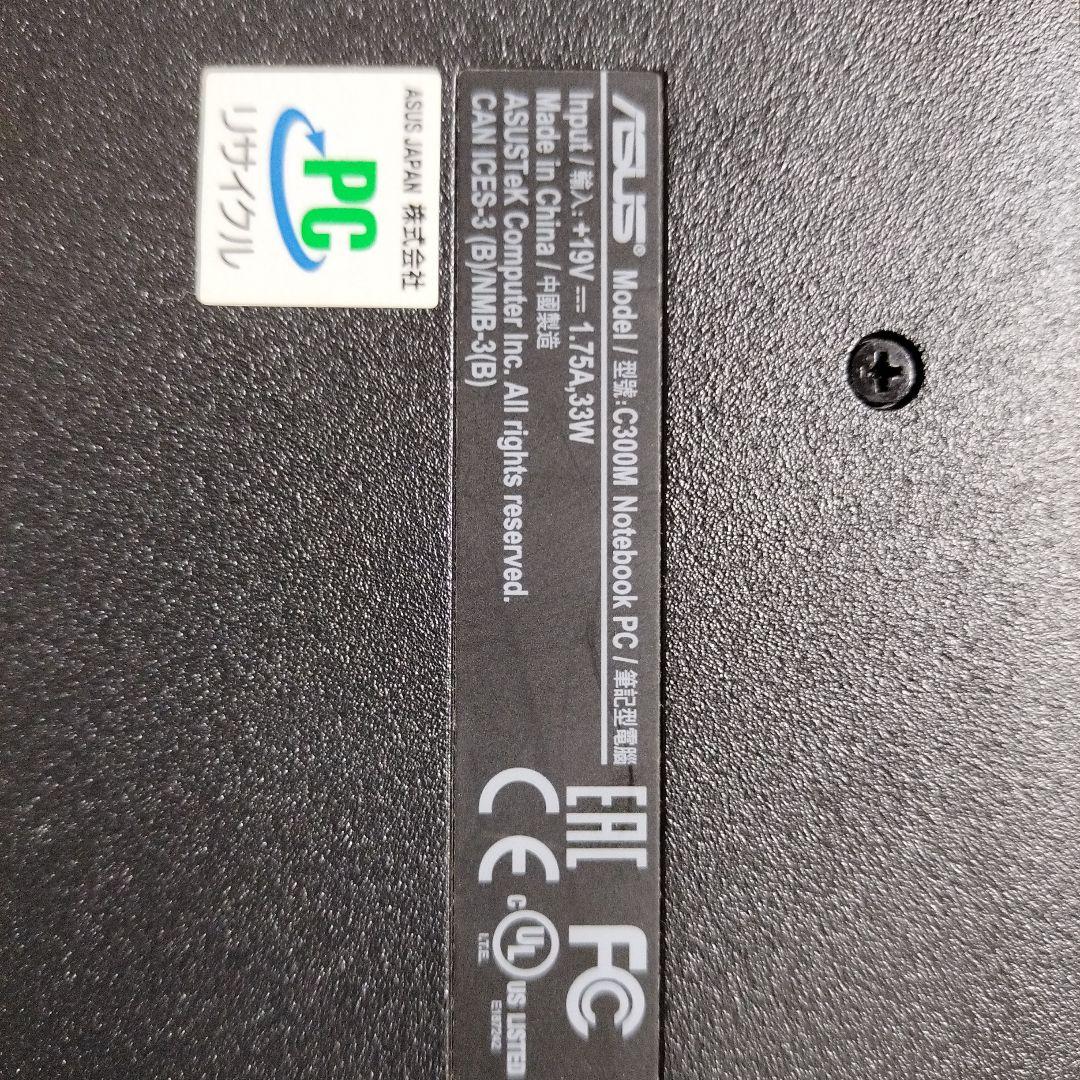 ASUS® Model / 型號 : C300M Notebook PC / 筆記型電腦
Input / 輸入 : +19V ⎓ 1.75A,33W
Made in China / 中國製造
ASUSTeK Computer Inc. All rights reserved.
CAN ICES-3 (B)/NMB-3(B)
EAC
FC
CE
C UL US LISTED
I.T.E.
E187242
ASUS JAPAN 株式会社
PC
リサイクル